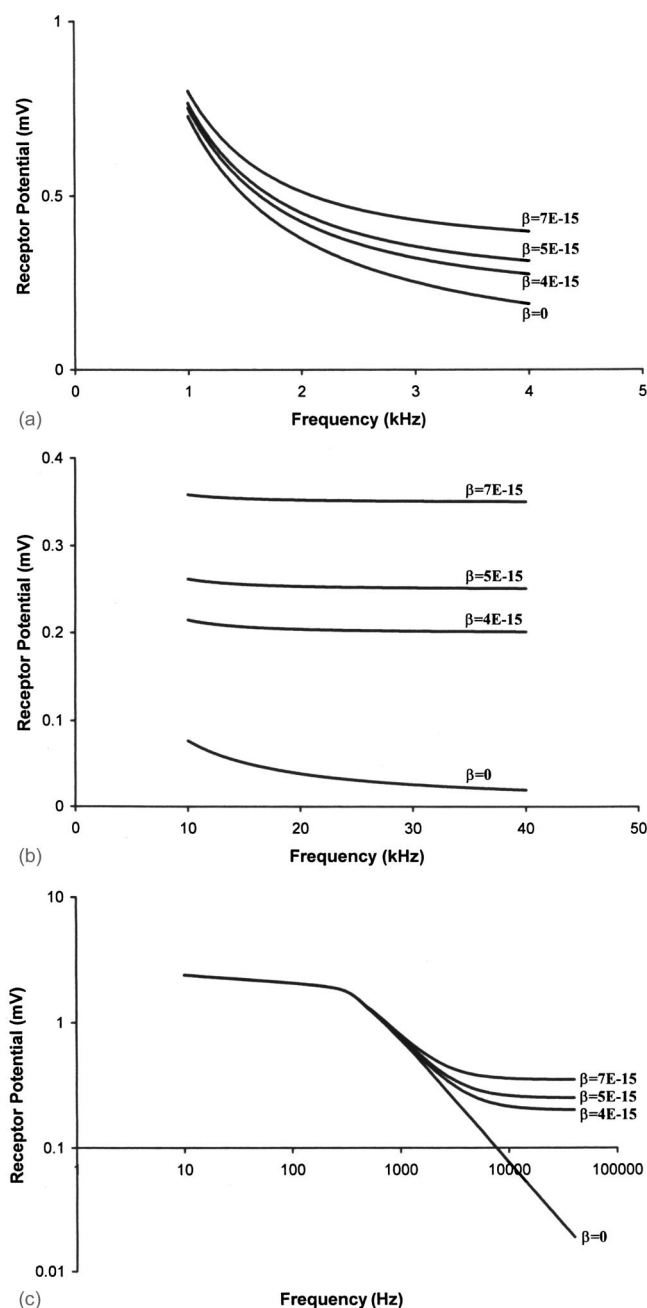 1
Receptor Potential (mV)
0.5
β=7E-15
β=5E-15
β=4E-15
β=0
0
0 1 2 3 4 5
Frequency (kHz)
(a)
0.4
β=7E-15
0.3
β=5E-15
Receptor Potential (mV)
0.2
β=4E-15
0.1
β=0
0
0 10 20 30 40 50
Frequency (kHz)
(b)
10
Receptor Potential (mV)
1
β=7E-15
β=5E-15
β=4E-15
0.1
1 10 100 1000 10000 100000
β=0
0.01
Frequency (Hz)
(c)